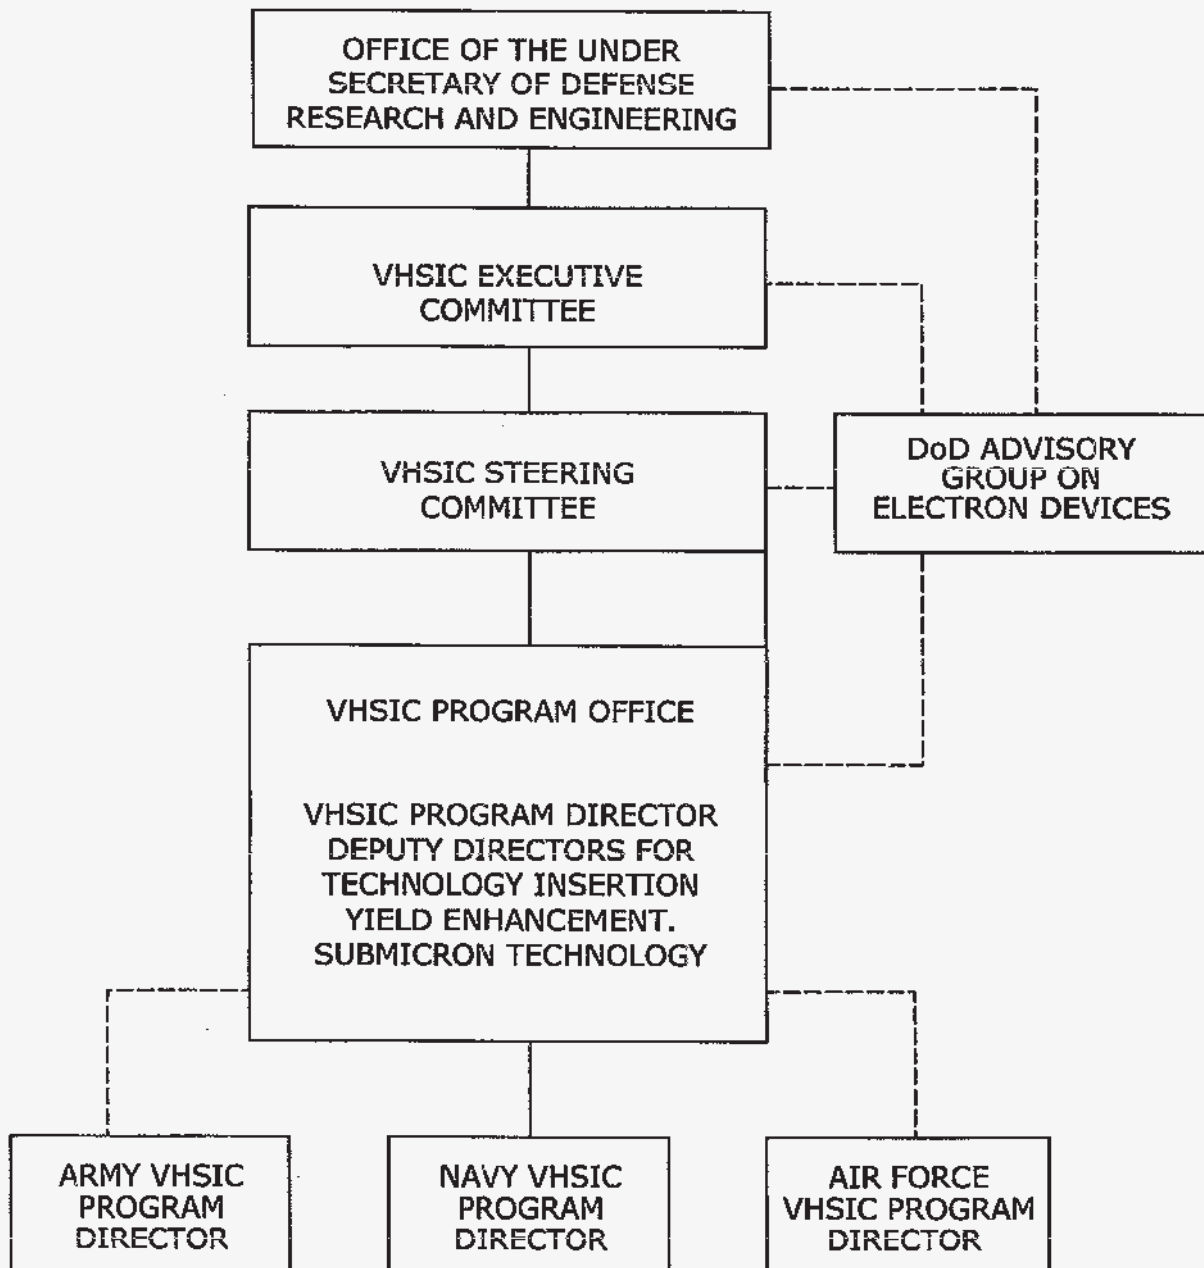 OFFICE OF THE UNDER
SECRETARY OF DEFENSE
RESEARCH AND ENGINEERING
VHSIC EXECUTIVE
COMMITTEE
VHSIC STEERING
COMMITTEE
DoD ADVISORY
GROUP ON
ELECTRON DEVICES
VHSIC PROGRAM OFFICE
VHSIC PROGRAM DIRECTOR
DEPUTY DIRECTORS FOR
TECHNOLOGY INSERTION
YIELD ENHANCEMENT.
SUBMICRON TECHNOLOGY
ARMY VHSIC
PROGRAM
DIRECTOR
NAVY VHSIC
PROGRAM
DIRECTOR
AIR FORCE
VHSIC PROGRAM
DIRECTOR